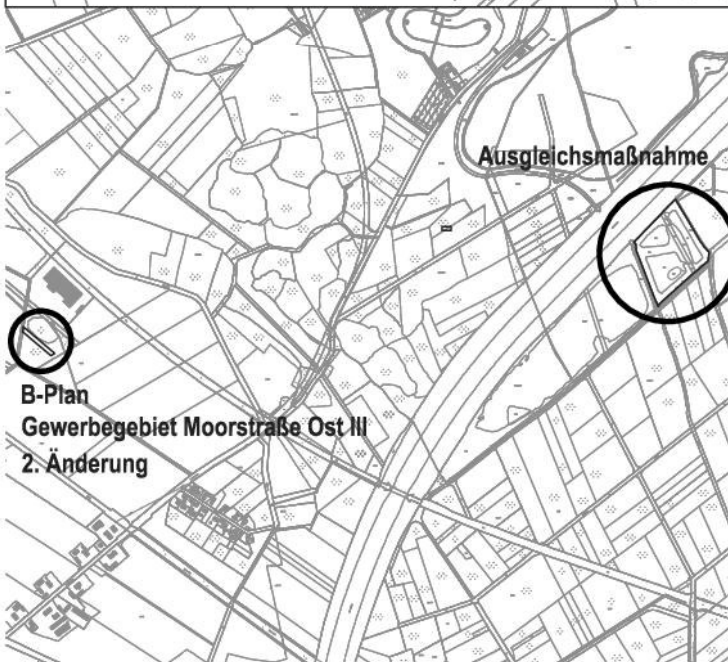 Ausgleichsmaßnahme
B-Plan
Gewerbegebiet Moorstraße Ost III
2. Änderung